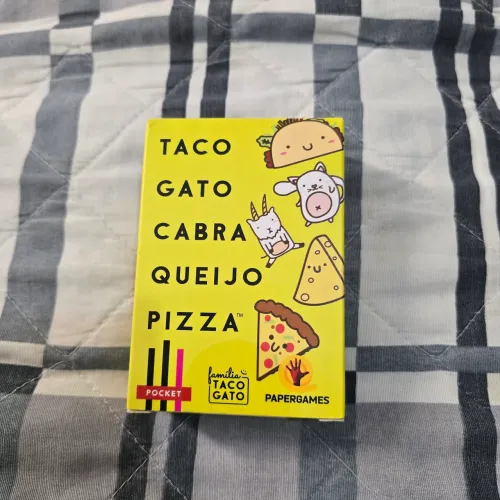 TACO
GATO
CABRA
QUEIJO
PIZZA™
POCKET
família
TACO
GATO
PAPERGAMES